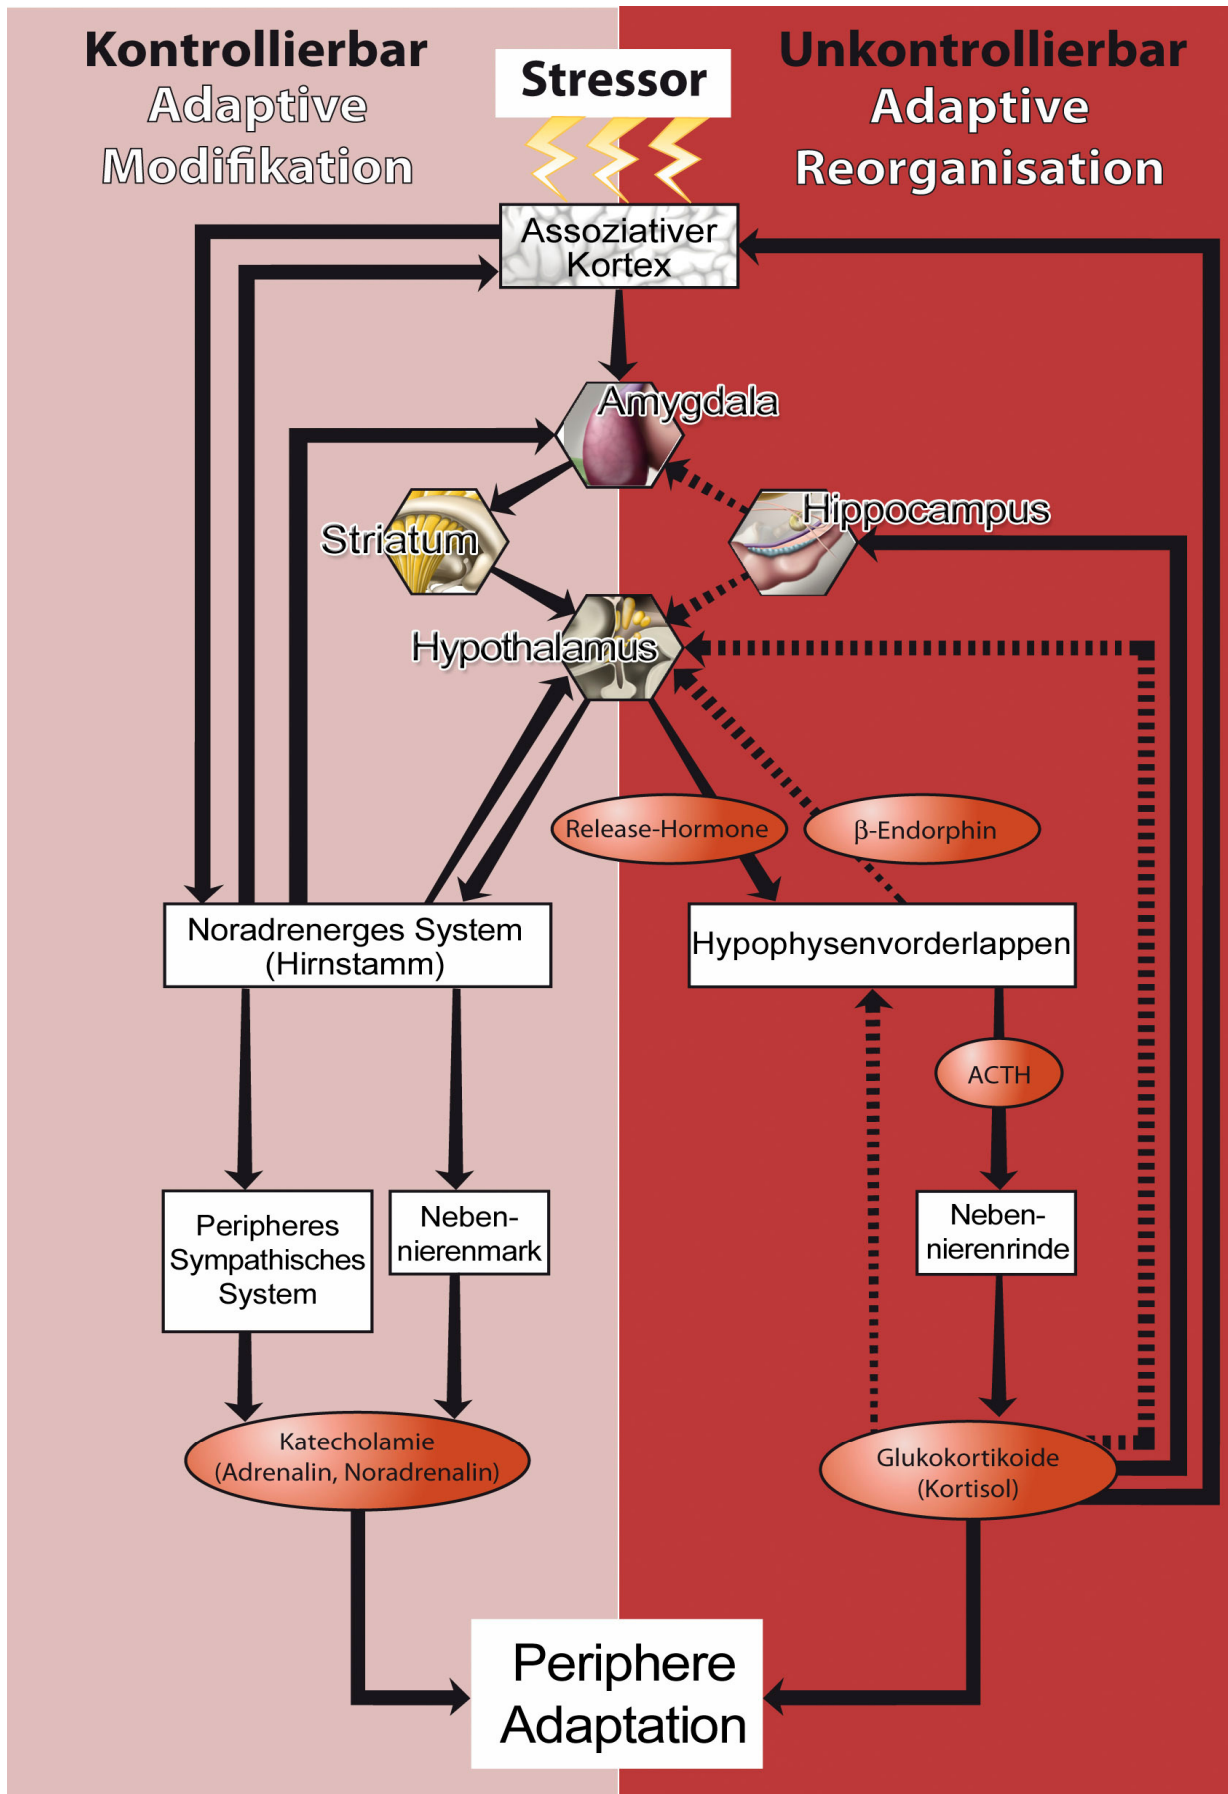 Kontrollierbar
Adaptive
Modifikation
Stressor
Unkontrollierbar
Adaptive
Reorganisation
Assoziativer
Kortex
Amygdala
Hippocampus
Striatum
Hypothalamus
Release-Hormone
β-Endorphin
Noradrenerges System
(Hirnstamm)
Hypophysenvorderlappen
ACTH
Peripheres
Sympathisches
System
Neben-
nierenmark
Neben-
nierenrinde
Katecholamie
(Adrenalin, Noradrenalin)
Glukokortikoide
(Kortisol)
Periphere
Adaptation